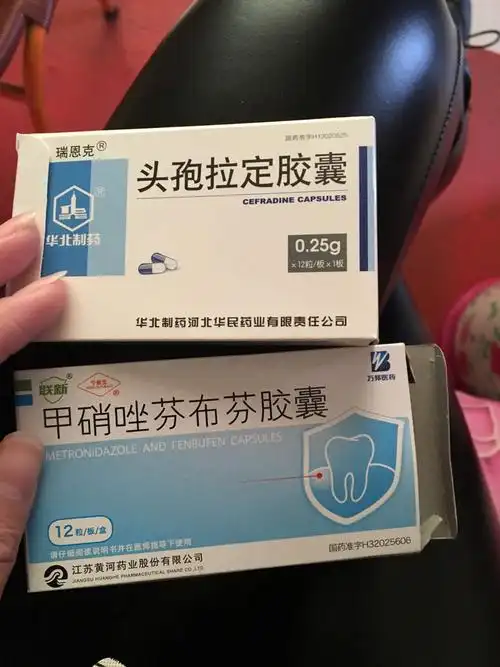 瑞恩克®
国药准字H13020825
头孢拉定胶囊
CEFRADINE CAPSULES
华北制药
0.25g
×12粒/板×1板
华北制药河北华民药业有限责任公司
联新
万邦医药
甲硝唑芬布芬胶囊
METRONIDAZOLE AND FENBUFEN CAPSULES
12粒/板/盒
请仔细阅读说明书并在医师指导下使用
国药准字H32025606
江苏黄河药业股份有限公司
JIANGSU HUANGHE PHARMACEUTICAL SHARE CO.,LTD